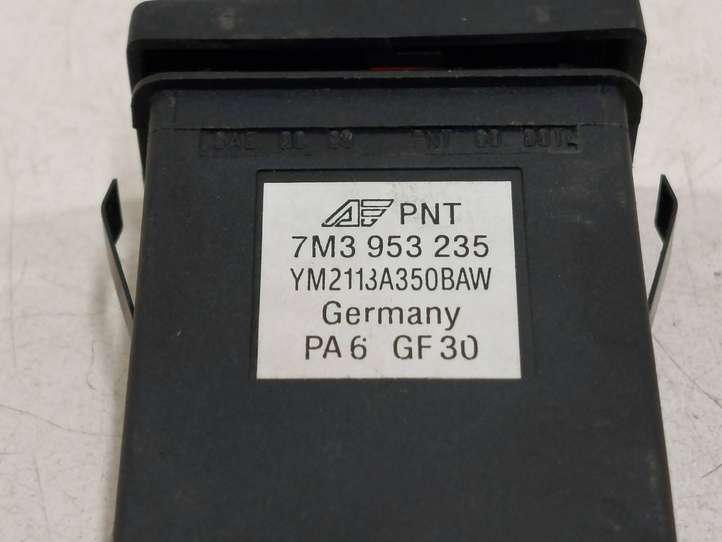 PNT
7M3 953 235
YM2113A350BAW
Germany
PA6 GF30